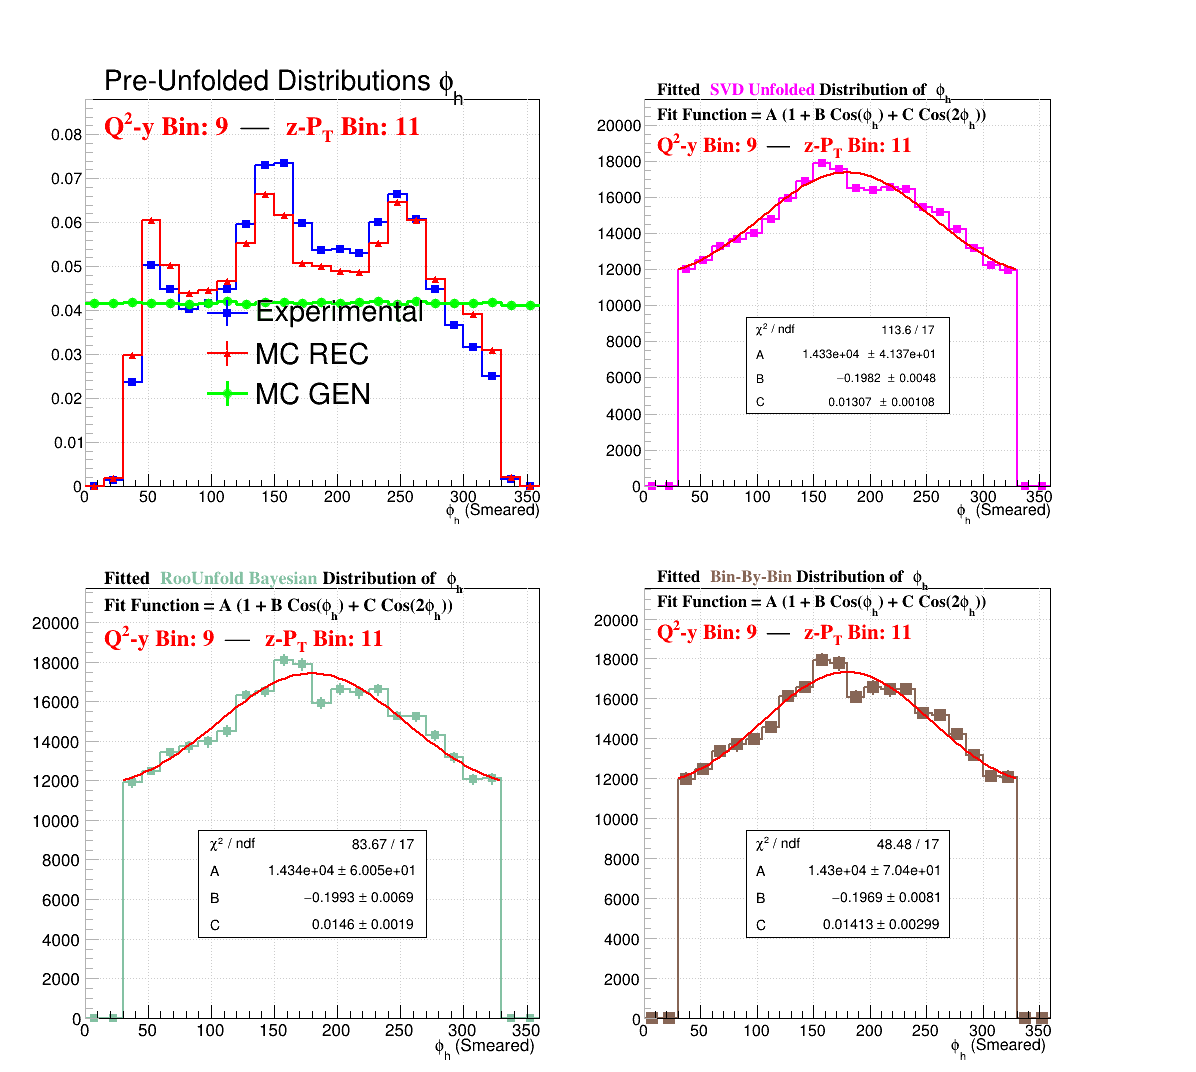 Pre-Unfolded Distributions ϕh
Q2-y Bin: 9 — z-PT Bin: 11
0.08
0.07
0.06
0.05
0.04
0.03
0.02
0.01
0
Experimental
MC REC
MC GEN
0 50 100 150 200 250 300 350
ϕh (Smeared)
Fitted SVD Unfolded Distribution of ϕh
Fit Function = A (1 + B Cos(ϕh) + C Cos(2ϕh))
Q2-y Bin: 9 — z-PT Bin: 11
20000
18000
16000
14000
12000
10000
8000
6000
4000
2000
0
χ2 / ndf 113.6 / 17
A 1.433e+04 ± 4.137e+01
B −0.1982 ± 0.0048
C 0.01307 ± 0.00108
0 50 100 150 200 250 300 350
ϕh (Smeared)
Fitted RooUnfold Bayesian Distribution of ϕh
Fit Function = A (1 + B Cos(ϕh) + C Cos(2ϕh))
Q2-y Bin: 9 — z-PT Bin: 11
20000
18000
16000
14000
12000
10000
8000
6000
4000
2000
0
χ2 / ndf 83.67 / 17
A 1.434e+04 ± 6.005e+01
B −0.1993 ± 0.0069
C 0.0146 ± 0.0019
0 50 100 150 200 250 300 350
ϕh (Smeared)
Fitted Bin-By-Bin Distribution of ϕh
Fit Function = A (1 + B Cos(ϕh) + C Cos(2ϕh))
Q2-y Bin: 9 — z-PT Bin: 11
20000
18000
16000
14000
12000
10000
8000
6000
4000
2000
0
χ2 / ndf 48.48 / 17
A 1.43e+04 ± 7.04e+01
B −0.1969 ± 0.0081
C 0.01413 ± 0.00299
0 50 100 150 200 250 300 350
ϕh (Smeared)